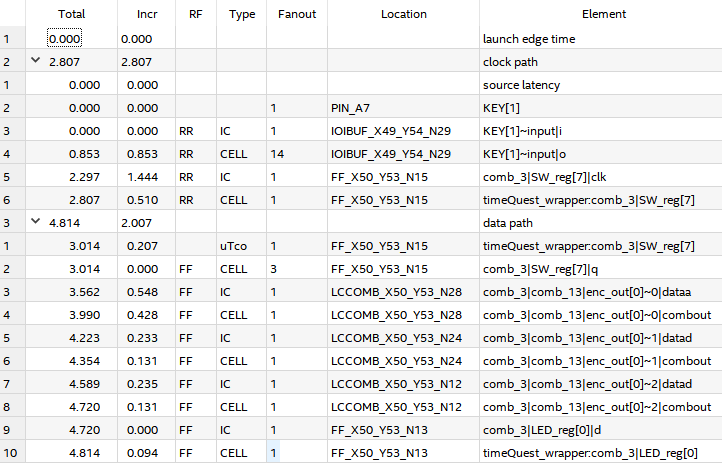 Total Incr RF Type Fanout Location Element
1 0.000 0.000 launch edge time
2 2.807 2.807 clock path
1 0.000 0.000 source latency
2 0.000 0.000 1 PIN_A7 KEY[1]
3 0.000 0.000 RR IC 1 IOIBUF_X49_Y54_N29 KEY[1]~input|i
4 0.853 0.853 RR CELL 14 IOIBUF_X49_Y54_N29 KEY[1]~input|o
5 2.297 1.444 RR IC 1 FF_X50_Y53_N15 comb_3|SW_reg[7]|clk
6 2.807 0.510 RR CELL 1 FF_X50_Y53_N15 timeQuest_wrapper:comb_3|SW_reg[7]
3 4.814 2.007 data path
1 3.014 0.207 uTco 1 FF_X50_Y53_N15 timeQuest_wrapper:comb_3|SW_reg[7]
2 3.014 0.000 FF CELL 3 FF_X50_Y53_N15 comb_3|SW_reg[7]|q
3 3.562 0.548 FF IC 1 LCCOMB_X50_Y53_N28 comb_3|comb_13|enc_out[0]~0|dataa
4 3.990 0.428 FF CELL 1 LCCOMB_X50_Y53_N28 comb_3|comb_13|enc_out[0]~0|combout
5 4.223 0.233 FF IC 1 LCCOMB_X50_Y53_N24 comb_3|comb_13|enc_out[0]~1|datad
6 4.354 0.131 FF CELL 1 LCCOMB_X50_Y53_N24 comb_3|comb_13|enc_out[0]~1|combout
7 4.589 0.235 FF IC 1 LCCOMB_X50_Y53_N12 comb_3|comb_13|enc_out[0]~2|datad
8 4.720 0.131 FF CELL 1 LCCOMB_X50_Y53_N12 comb_3|comb_13|enc_out[0]~2|combout
9 4.720 0.000 FF IC 1 FF_X50_Y53_N13 comb_3|LED_reg[0]|d
10 4.814 0.094 FF CELL 1 FF_X50_Y53_N13 timeQuest_wrapper:comb_3|LED_reg[0]